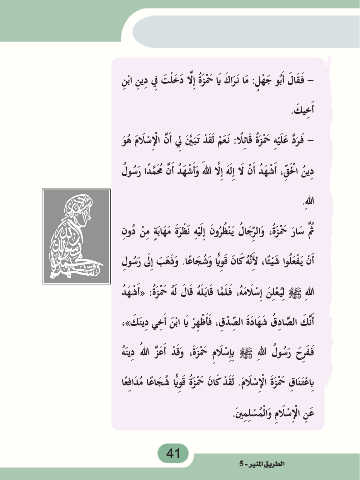 – فَقَالَ أَبُو جَهْلٍ: مَا نَرَاكَ يَا حَمْزَةُ إِلَّا دَخَلْتَ فِي دِينِ ابْنِ
أَخِيكَ.
– فَرَدَّ عَلَيْهِ حَمْزَةُ قَائِلًا: نَعَمْ لَقَدْ تَبَيَّنَ لِي أَنَّ الْإِسْلَامَ هُوَ
دِينُ الْحَقِّ، أَشْهَدُ أَنْ لَا إِلَهَ إِلَّا اللهُ وَأَشْهَدُ أَنَّ مُحَمَّدًا رَسُولُ
اللهِ.
ثُمَّ سَارَ حَمْزَةُ، وَالرِّجَالُ يَنْظُرُونَ إِلَيْهِ نَظْرَةَ مَهَابَةٍ مِنْ دُونِ
أَنْ يَفْعَلُوا شَيْئًا، لِأَنَّهُ كَانَ قَوِيًّا وَشُجَاعًا. وَذَهَبَ إِلَى رَسُولِ
اللهِ ﷺ لِيُعْلِنَ إِسْلَامَهُ، فَلَمَّا قَابَلَهُ قَالَ لَهُ حَمْزَةُ: «أَشْهَدُ
أَنَّكَ الصَّادِقُ شَهَادَةَ الصِّدْقِ، فَأَظْهِرْ يَا ابْنَ أَخِي دِينَكَ»،
فَفَرِحَ رَسُولُ اللهِ ﷺ بِإِسْلَامِ حَمْزَةَ، وَقَدْ أَعَزَّ اللهُ دِينَهُ
بِاعْتِنَاقِ حَمْزَةَ الْإِسْلَامَ. لَقَدْ كَانَ حَمْزَةُ قَوِيًّا شُجَاعًا مُدَافِعًا
عَنِ الْإِسْلَامِ وَالْمُسْلِمِينَ.
41
الطريق المنير - 5